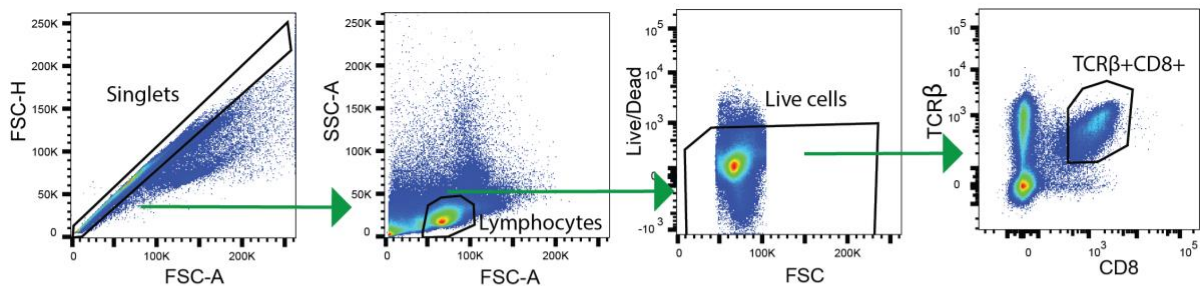 FSC-H
250K
200K
150K
100K
50K
0
Singlets
0
100K
200K
FSC-A
SSC-A
250K
200K
150K
100K
50K
0
Lymphocytes
0
100K
200K
FSC-A
Live/Dead
10^5
10^4
10^3
0
-10^3
Live cells
0
100K
200K
FSC
TCRβ
10^5
10^4
10^3
0
TCRβ+CD8+
0
10^3
10^5
CD8